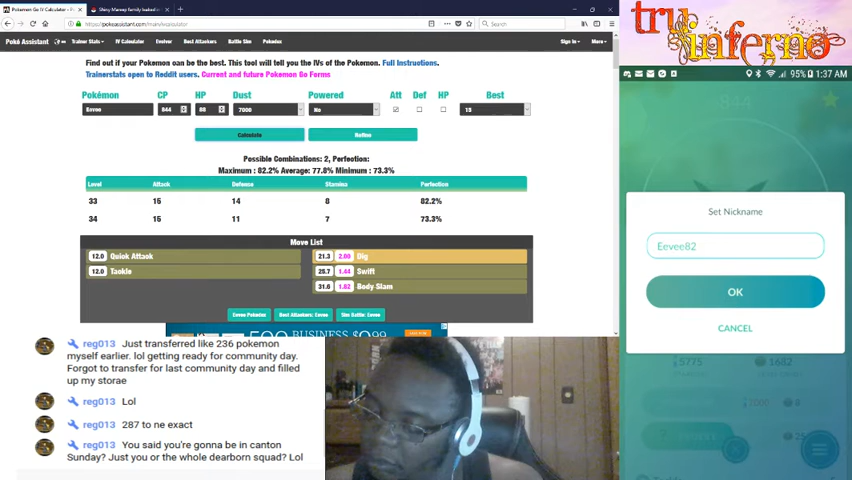 Pokemon Go IV Calculator
Shiny Mareep family leaked
https://pokeassistant.com/main/ivcalculator
Search
Poké Assistant
Trainer Stats
IV Calculator
Evolver
Best Attackers
Battle Sim
Pokedex
Sign In
More
Find out if your Pokemon can be the best. This tool will tell you the IVs of the Pokemon. Full Instructions.
Trainerstats open to Reddit users. Current and future Pokemon Go Forms
Pokémon CP HP Dust Powered Att Def HP Best
Eevee 844 88 7000 No 15
Calculate Refine
Possible Combinations: 2, Perfection:
Maximum : 82.2% Average: 77.8% Minimum : 73.3%
Level Attack Defense Stamina Perfection
33 15 14 8 82.2%
34 15 11 7 73.3%
Move List
12.0 Quick Attack 21.3 2.00 Dig
12.0 Tackle 25.7 1.44 Swift
31.6 1.82 Body Slam
Eevee Pokedex Best Attackers: Eevee Sim Battle: Eevee
BUSINESS $9.99
reg013 Just transferred like 236 pokemon
myself earlier. lol getting ready for community day.
Forgot to transfer for last community day and filled
up my storae
reg013 Lol
reg013 287 to ne exact
reg013 You said you're gonna be in canton
Sunday? Just you or the whole dearborn squad? Lol
tru
inferno
95% 1:37 AM
844
Set Nickname
Eevee82
OK
CANCEL
5775 1682